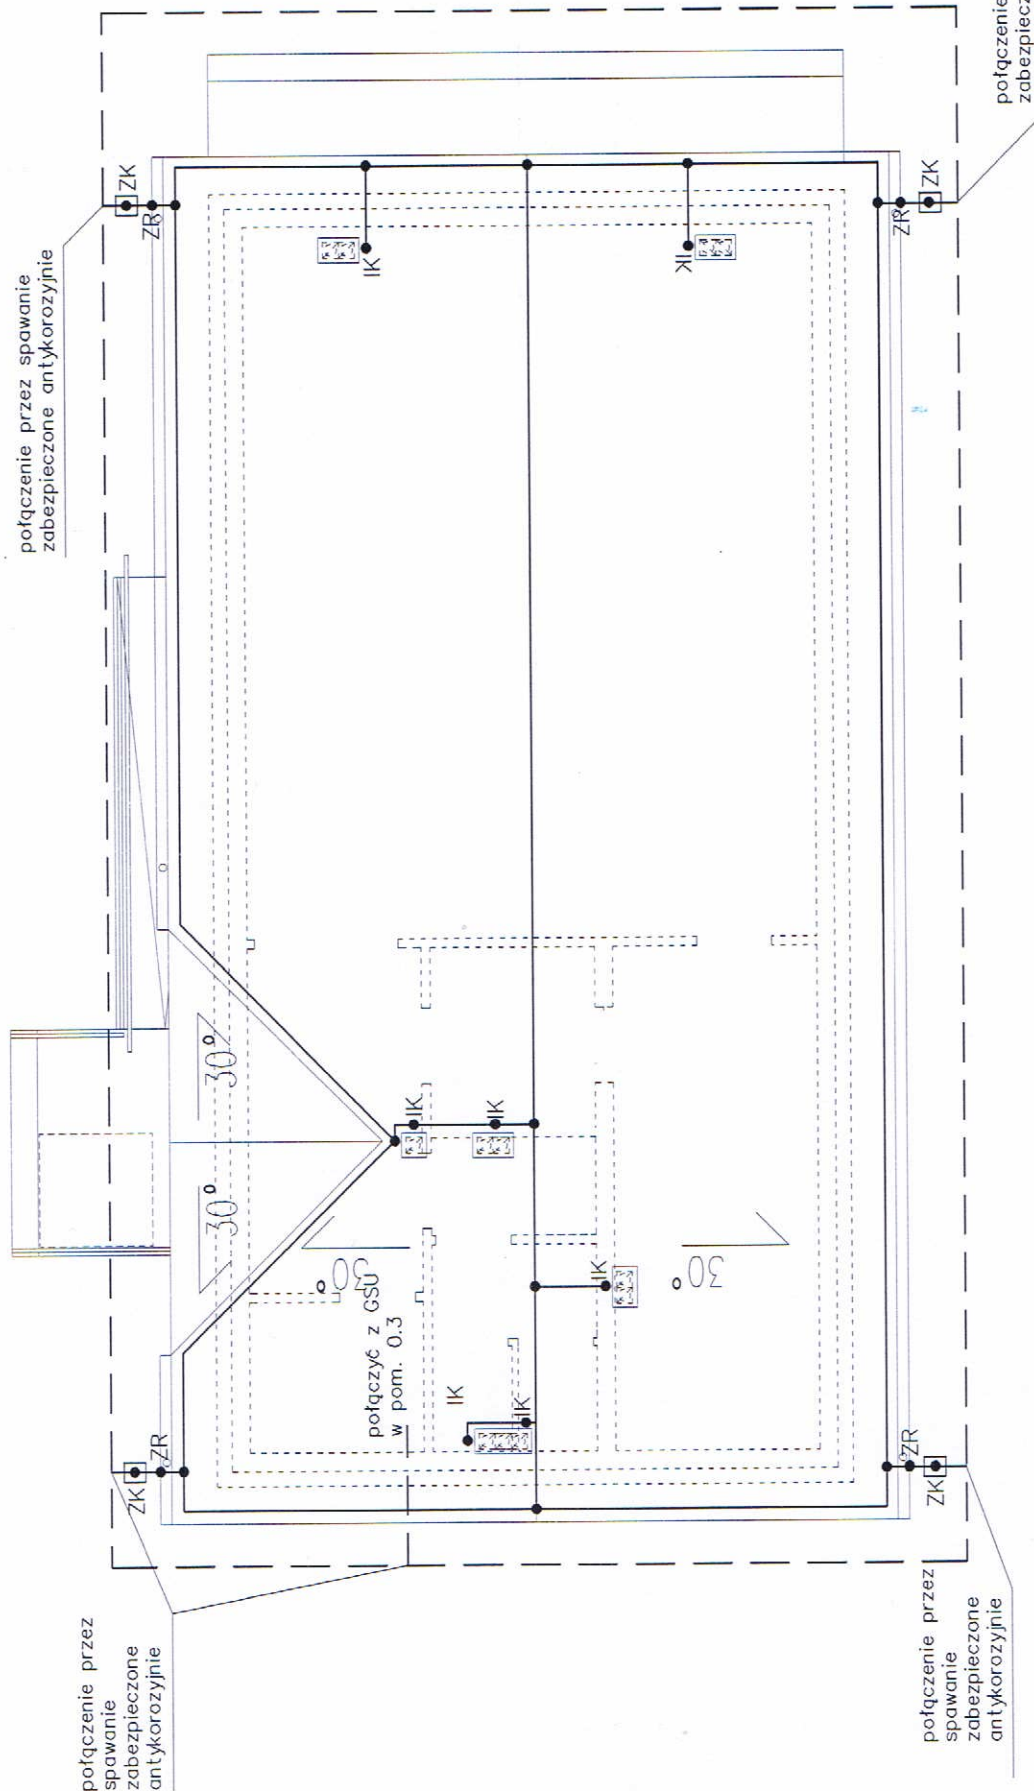 połączenie
zabezpiecz
połączenie przez spawanie
zabezpieczone antykorozyjnie
ZK
ZR
ZK
ZR
IK
IK
30°
30°
IK
IK
30°
30°
IK
połączyć z GSU
w pom. 0.3
IK
IK
ZR
ZK
ZR
ZK
połączenie przez
spawanie
zabezpieczone
antykorozyjnie
połączenie przez
spawanie
zabezpieczone
antykorozyjnie